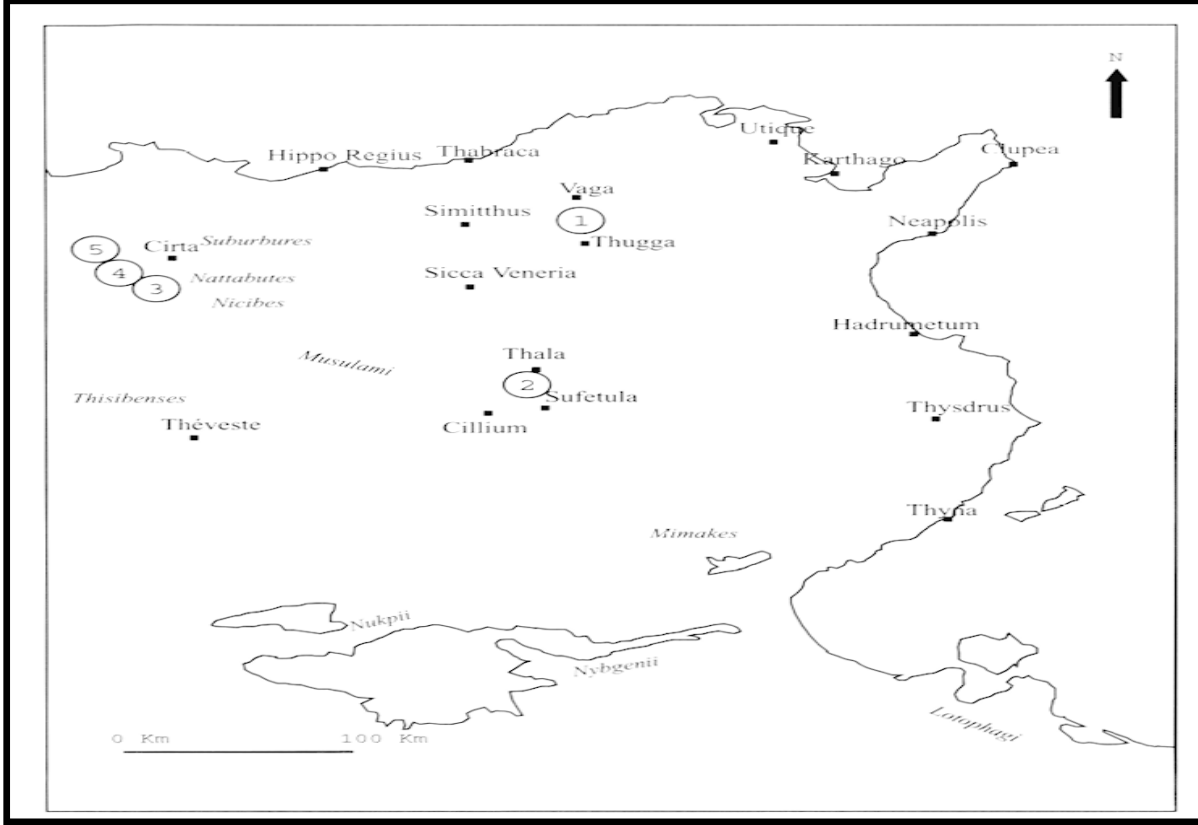 N
Utique
Hippo Regius
Thabraca
Karthago
Clupea
Vaga
Simitthus
1
Thugga
Neapolis
5
Cirta
Suburbures
4
Nattabutes
Sicca Veneria
3
Nicibes
Hadrumetum
Musulami
Thala
2
Sufetula
Thisibenses
Thysdrus
Théveste
Cillium
Thyna
Mimakes
Nukpii
Nybgenii
Lotophagi
0 Km
100 Km